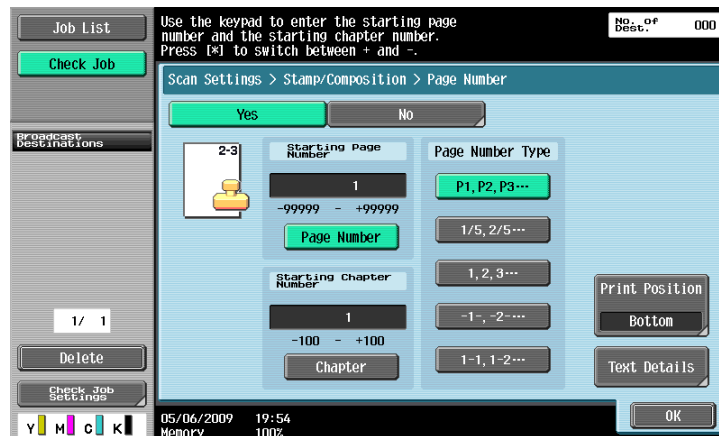 Job List
Check Job
Use the keypad to enter the starting page
number and the starting chapter number.
Press [*] to switch between + and -.
No. of
Dest.
000
Scan Settings > Stamp/Composition > Page Number
Yes
No
Broadcast
Destinations
2-3
Starting Page
Number
1
-99999 - +99999
Page Number
Starting Chapter
Number
1
-100 - +100
Chapter
Page Number Type
P1, P2, P3···
1/5, 2/5···
1, 2, 3···
-1-, -2-···
1-1, 1-2···
Print Position
Bottom
Text Details
1/ 1
Delete
Check Job
Settings
Y M C K
05/06/2009 19:54
Memory 100%
OK